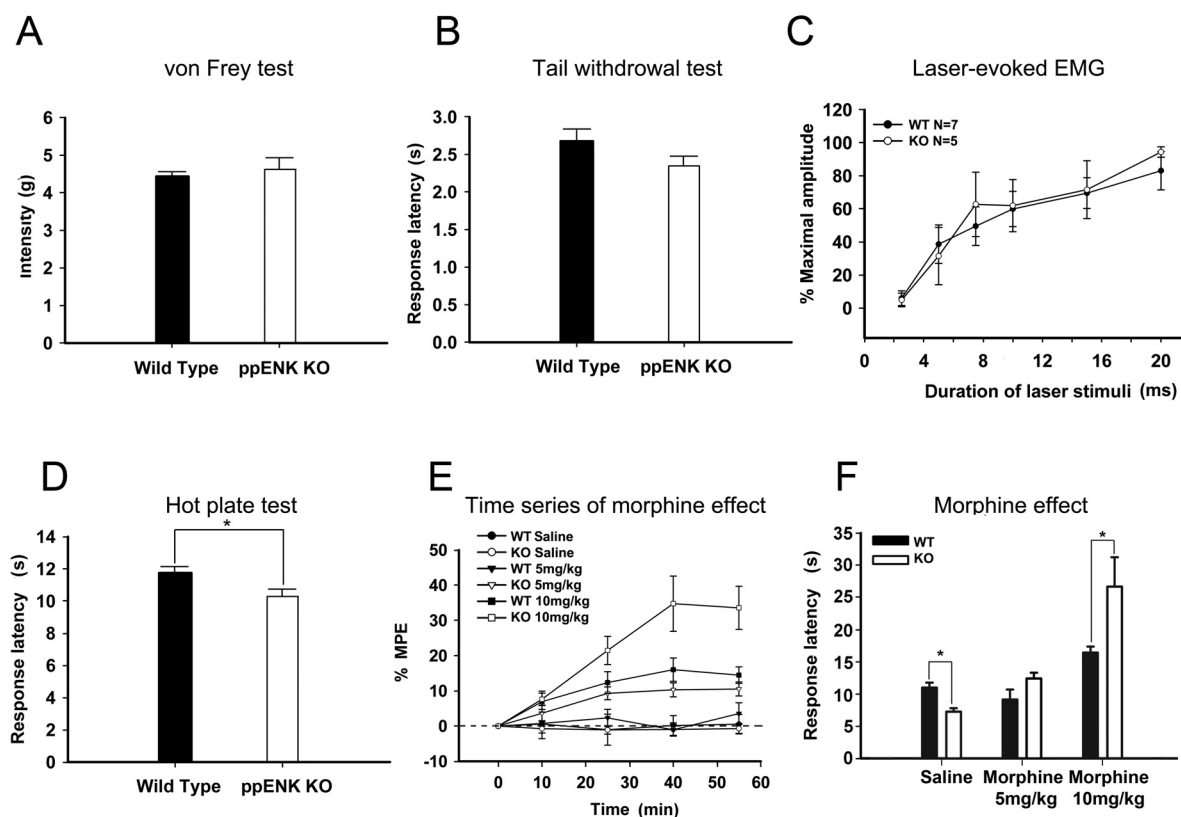 A
von Frey test
Intensity (g)
6
5
4
3
2
1
0
Wild Type ppENK KO
B
Tail withdrowal test
Response latency (s)
3.0
2.5
2.0
1.5
1.0
0.5
0.0
Wild Type ppENK KO
C
Laser-evoked EMG
% Maximal amplitude
120
100
80
60
40
20
0
WT N=7
KO N=5
0 4 8 12 16 20
Duration of laser stimuli (ms)
D
Hot plate test
*
Response latency (s)
16
14
12
10
8
6
4
2
0
Wild Type ppENK KO
E
Time series of morphine effect
WT Saline
KO Saline
WT 5mg/kg
KO 5mg/kg
WT 10mg/kg
KO 10mg/kg
% MPE
50
40
30
20
10
0
-10
0 10 20 30 40 50 60
Time (min)
F
Morphine effect
Response latency (s)
35
30
25
20
15
10
5
0
WT
KO
*
*
Saline Morphine Morphine
5mg/kg 10mg/kg